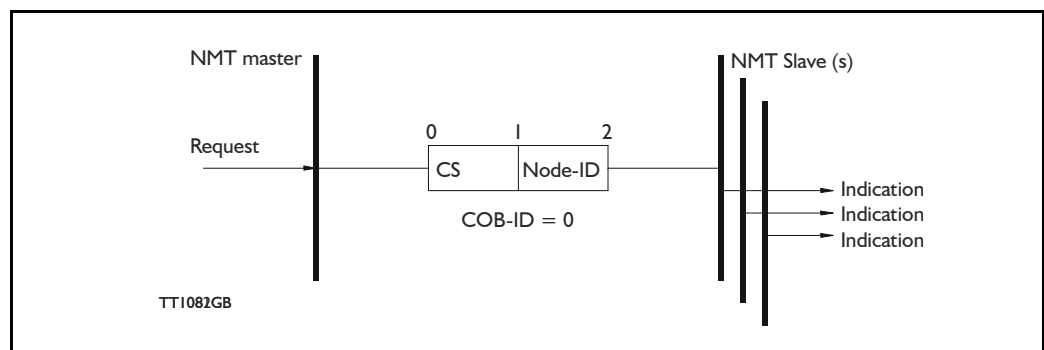 NMT master
NMT Slave (s)
Request
0 1 2
CS Node-ID
COB-ID = 0
Indication
Indication
Indication
TT1082GB